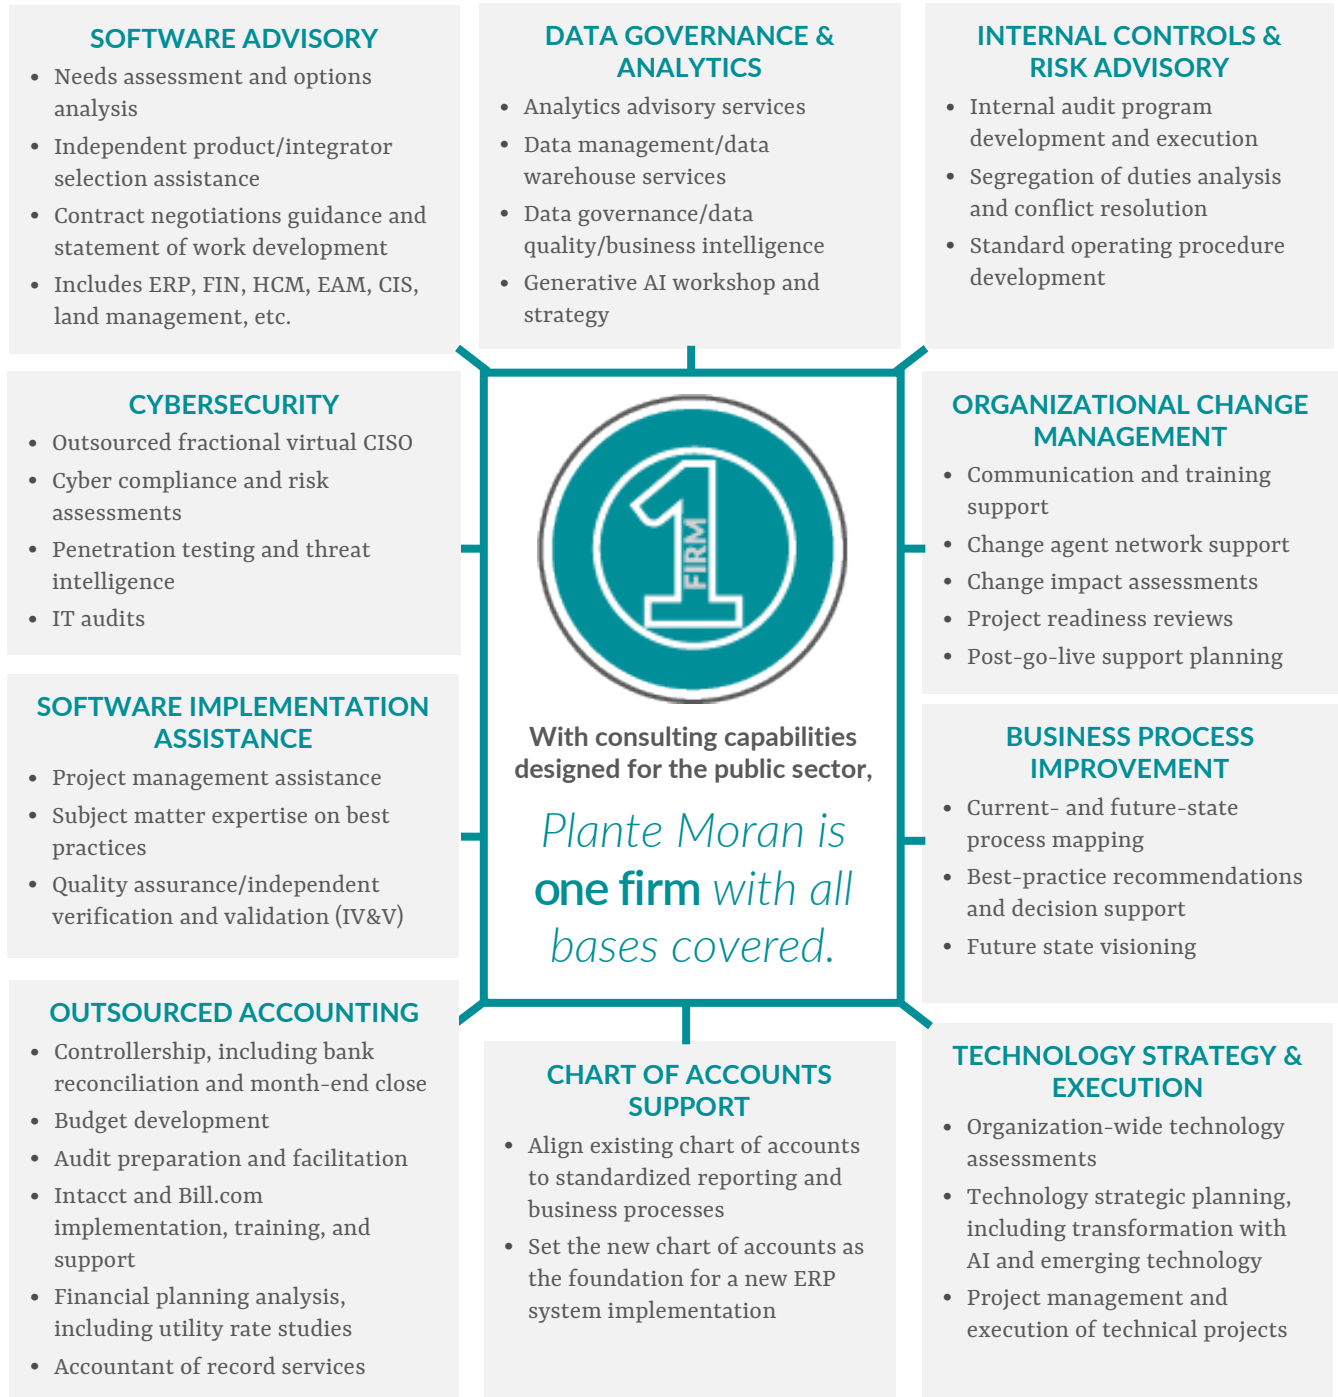 SOFTWARE ADVISORY
• Needs assessment and options
analysis
• Independent product/integrator
selection assistance
• Contract negotiations guidance and
statement of work development
• Includes ERP, FIN, HCM, EAM, CIS,
land management, etc.
DATA GOVERNANCE &
ANALYTICS
• Analytics advisory services
• Data management/data
warehouse services
• Data governance/data
quality/business intelligence
• Generative AI workshop and
strategy
INTERNAL CONTROLS &
RISK ADVISORY
• Internal audit program
development and execution
• Segregation of duties analysis
and conflict resolution
• Standard operating procedure
development
CYBERSECURITY
• Outsourced fractional virtual CISO
• Cyber compliance and risk
assessments
• Penetration testing and threat
intelligence
• IT audits
1
FIRM
With consulting capabilities
designed for the public sector,
Plante Moran is
one firm with all
bases covered.
ORGANIZATIONAL CHANGE
MANAGEMENT
• Communication and training
support
• Change agent network support
• Change impact assessments
• Project readiness reviews
• Post-go-live support planning
SOFTWARE IMPLEMENTATION
ASSISTANCE
• Project management assistance
• Subject matter expertise on best
practices
• Quality assurance/independent
verification and validation (IV&V)
BUSINESS PROCESS
IMPROVEMENT
• Current- and future-state
process mapping
• Best-practice recommendations
and decision support
• Future state visioning
OUTSOURCED ACCOUNTING
• Controllership, including bank
reconciliation and month-end close
• Budget development
• Audit preparation and facilitation
• Intacct and Bill.com
implementation, training, and
support
• Financial planning analysis,
including utility rate studies
• Accountant of record services
CHART OF ACCOUNTS
SUPPORT
• Align existing chart of accounts
to standardized reporting and
business processes
• Set the new chart of accounts as
the foundation for a new ERP
system implementation
TECHNOLOGY STRATEGY &
EXECUTION
• Organization-wide technology
assessments
• Technology strategic planning,
including transformation with
AI and emerging technology
• Project management and
execution of technical projects